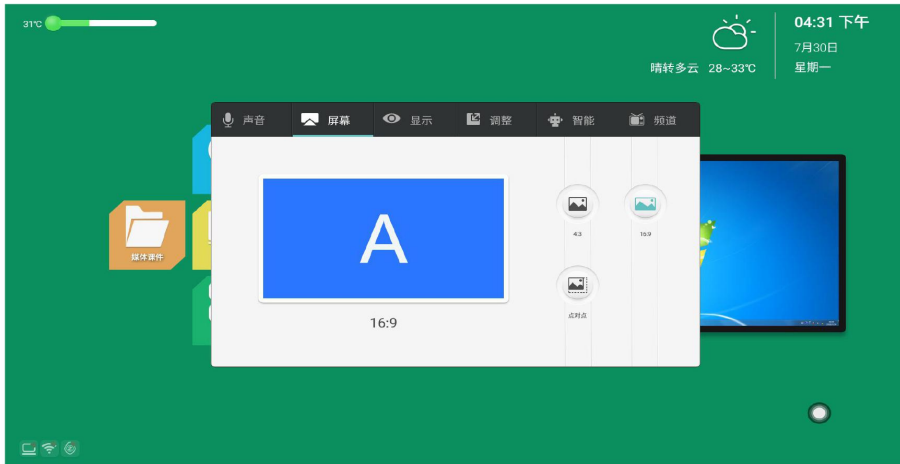 31℃
04:31 下午
7月30日
晴转多云 28~33℃
星期一
声音
屏幕
显示
调整
智能
频道
A
16:9
4:3
16:9
点对点
媒体课件